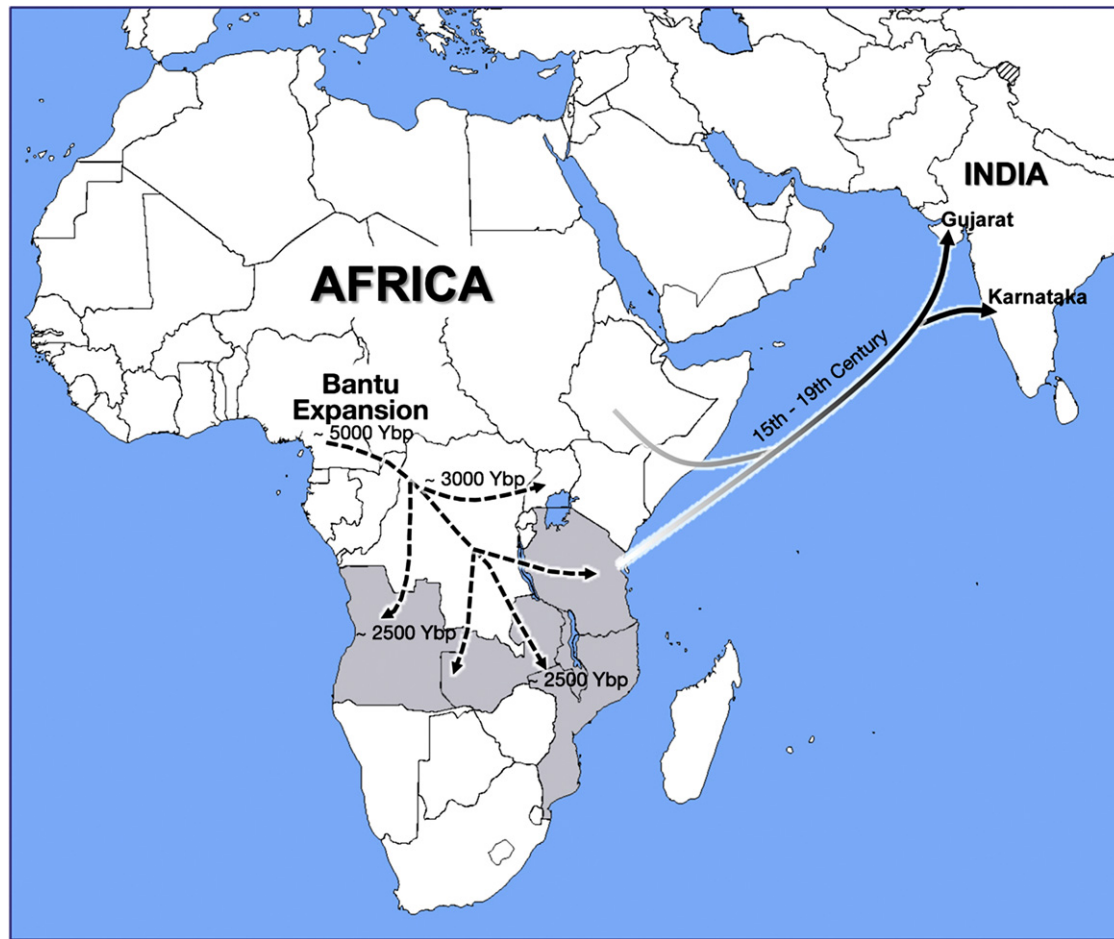 INDIA
Gujarat
Karnataka
AFRICA
15th - 19th Century
Bantu
Expansion
~ 5000 Ybp
~ 3000 Ybp
~ 2500 Ybp
~ 2500 Ybp